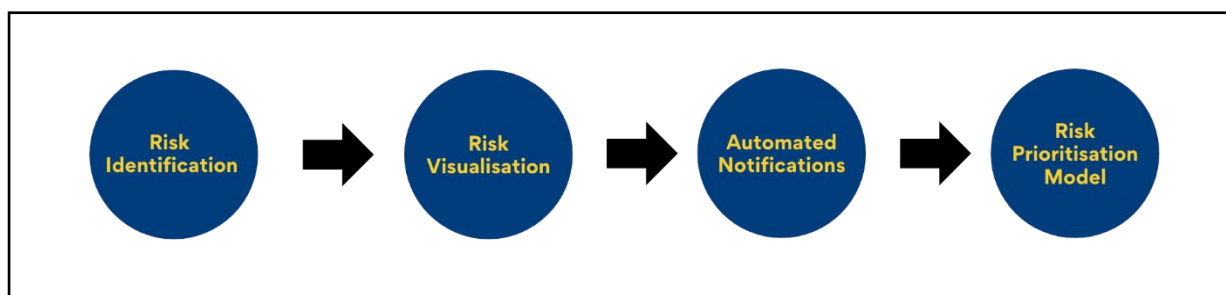 Risk
Identification
Risk
Visualisation
Automated
Notifications
Risk
Prioritisation
Model